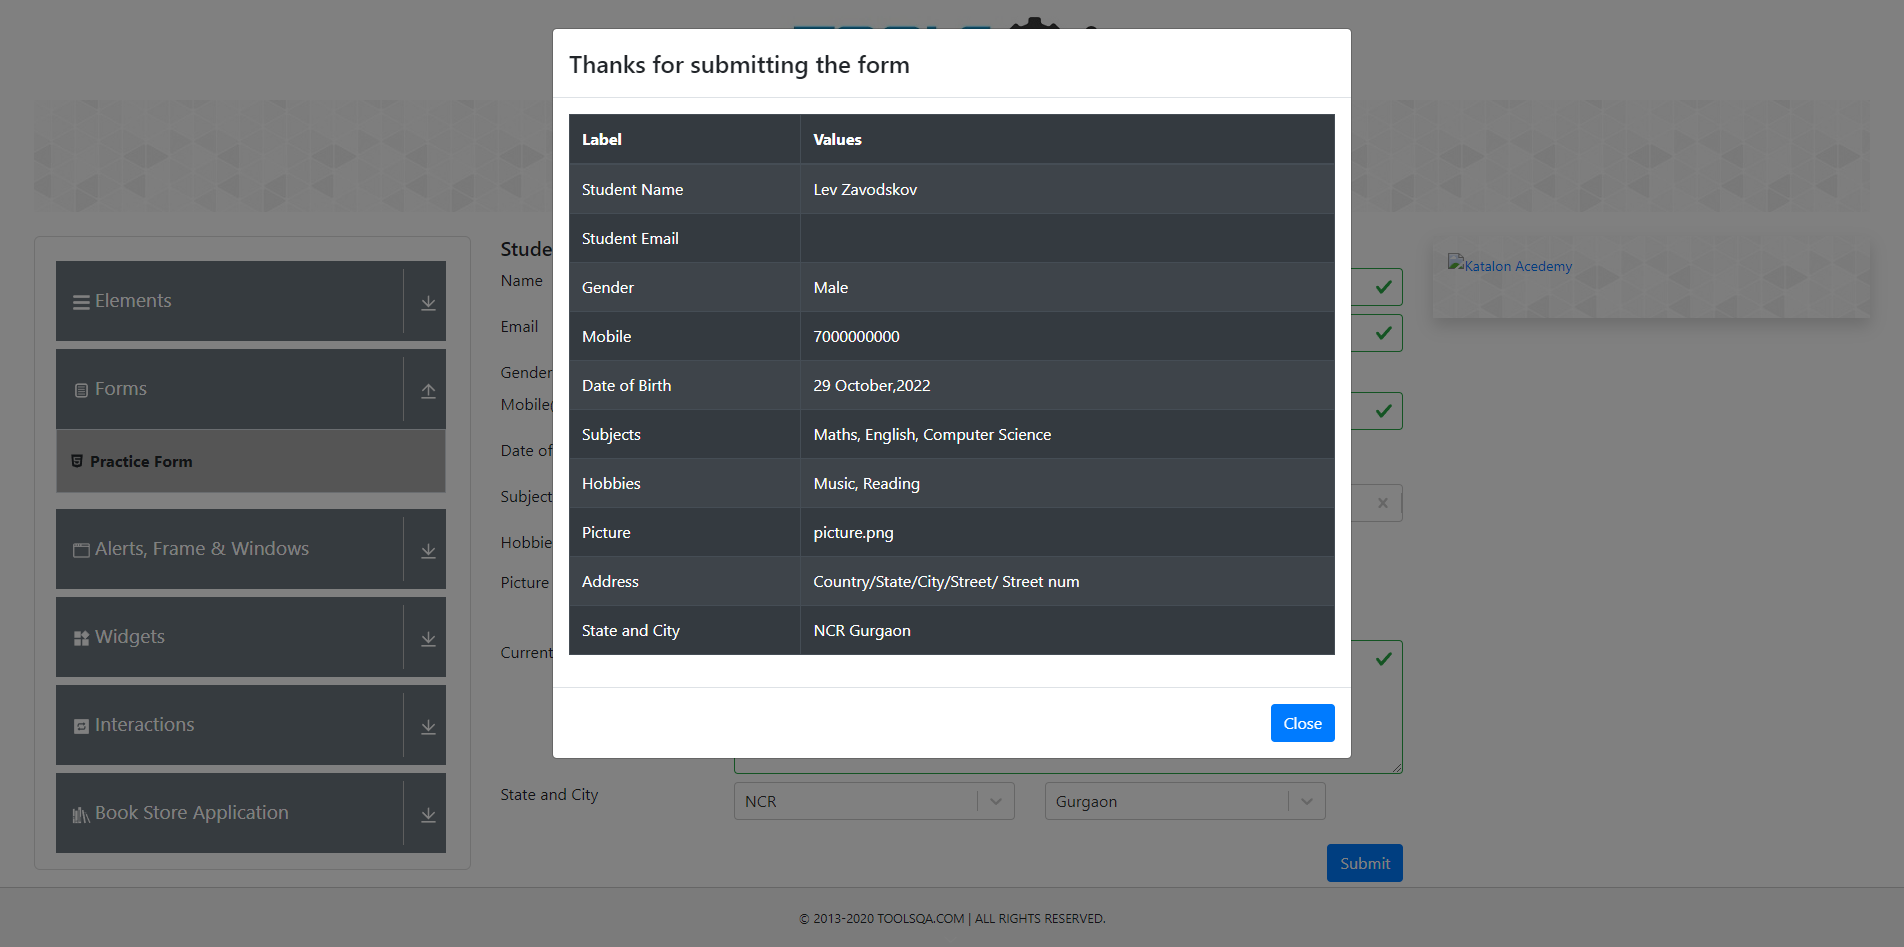 Thanks for submitting the form
Label Values
Student Name Lev Zavodskov
Student Email
Gender Male
Mobile 7000000000
Date of Birth 29 October,2022
Subjects Maths, English, Computer Science
Hobbies Music, Reading
Picture picture.png
Address Country/State/City/Street/ Street num
State and City NCR Gurgaon
Close
Elements
Forms
Practice Form
Alerts, Frame & Windows
Widgets
Interactions
Book Store Application
Name
Email
Gender
Date of
Picture
Current
State and City NCR Gurgaon
Submit
Katalon Acedemy
© 2013-2020 TOOLSQA.COM | ALL RIGHTS RESERVED.